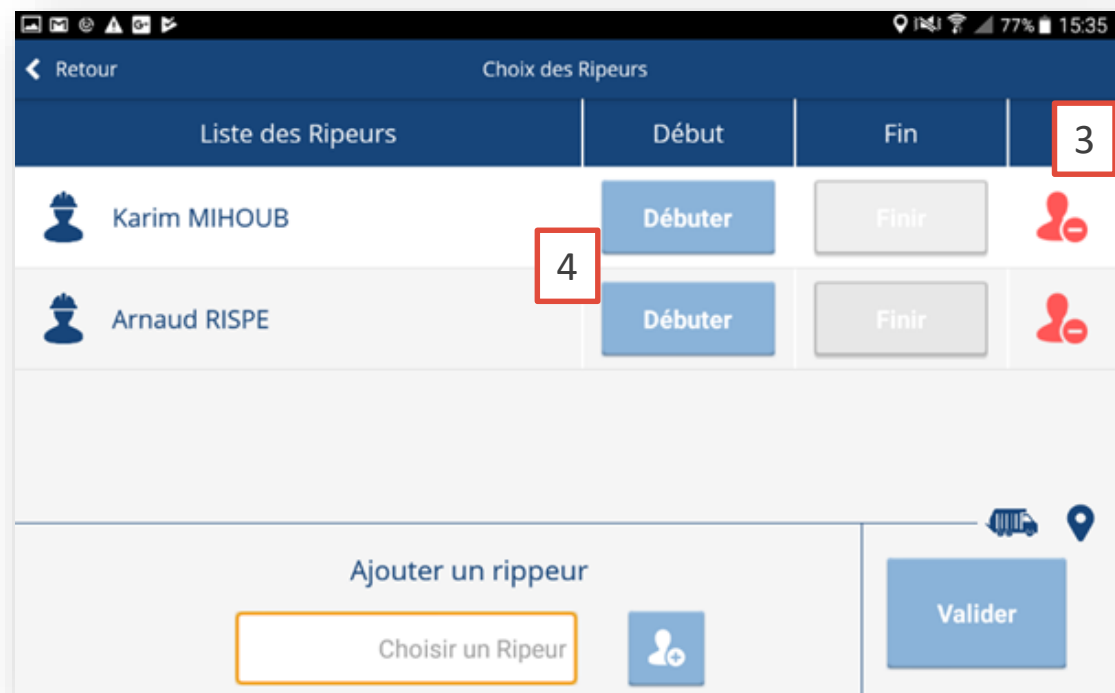 77% 15:35
Retour Choix des Ripeurs
Liste des Ripeurs Début Fin 3
Karim MIHOUB Débuter Finir
4
Arnaud RISPE Débuter Finir
Ajouter un rippeur
Choisir un Ripeur
Valider